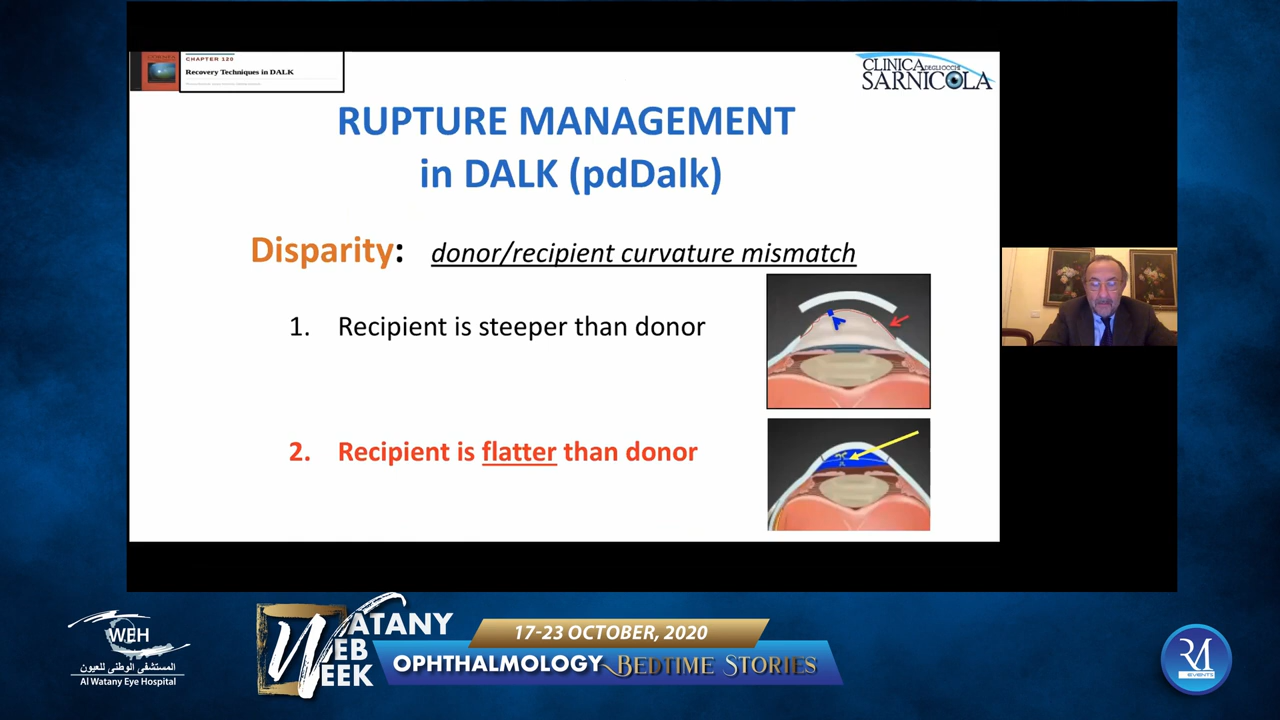 CHAPTER 120
Recovery Techniques in DALK
CLINICA DEGLI OCCHI
SARNICOLA
RUPTURE MANAGEMENT
in DALK (pdDalk)
Disparity: donor/recipient curvature mismatch
1. Recipient is steeper than donor
2. Recipient is flatter than donor
WEH
المستشفى الوطني للعيون
Al Watany Eye Hospital
WATANY
WEB
WEEK
17-23 OCTOBER, 2020
OPHTHALMOLOGY BEDTIME STORIES
RM
EVENTS